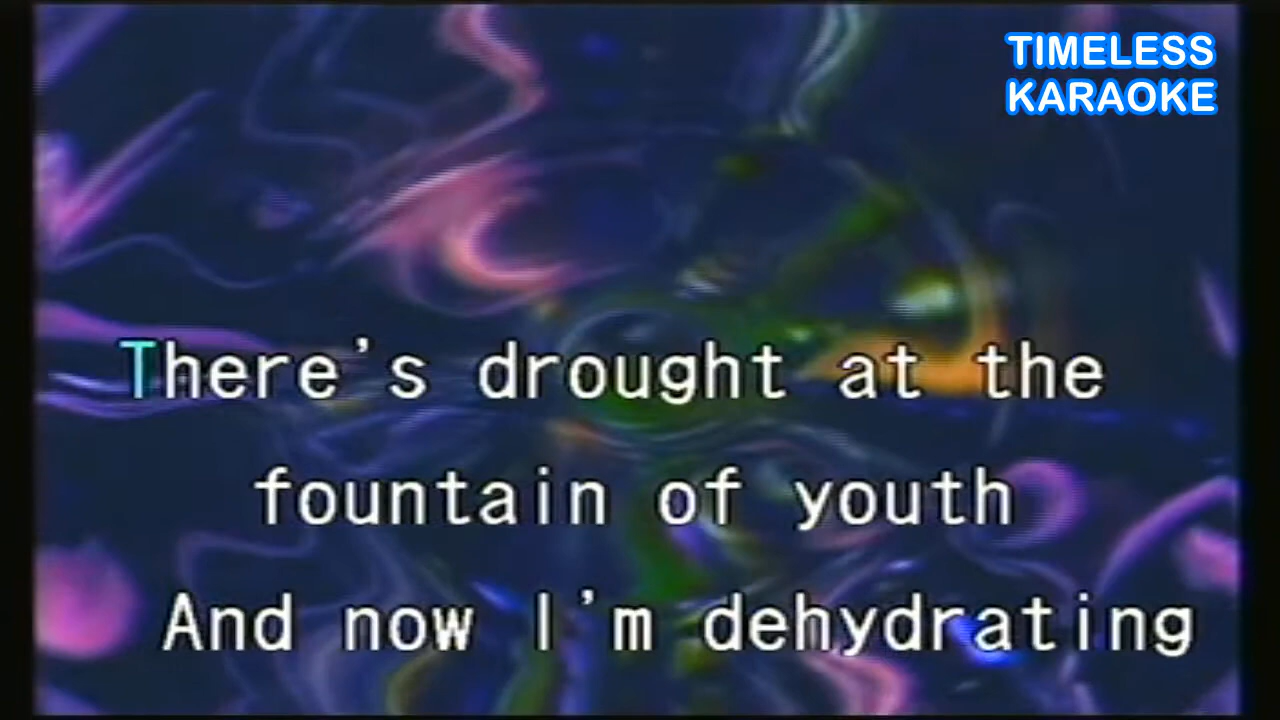 TIMELESS
KARAOKE
There's drought at the
fountain of youth
And now I'm dehydrating